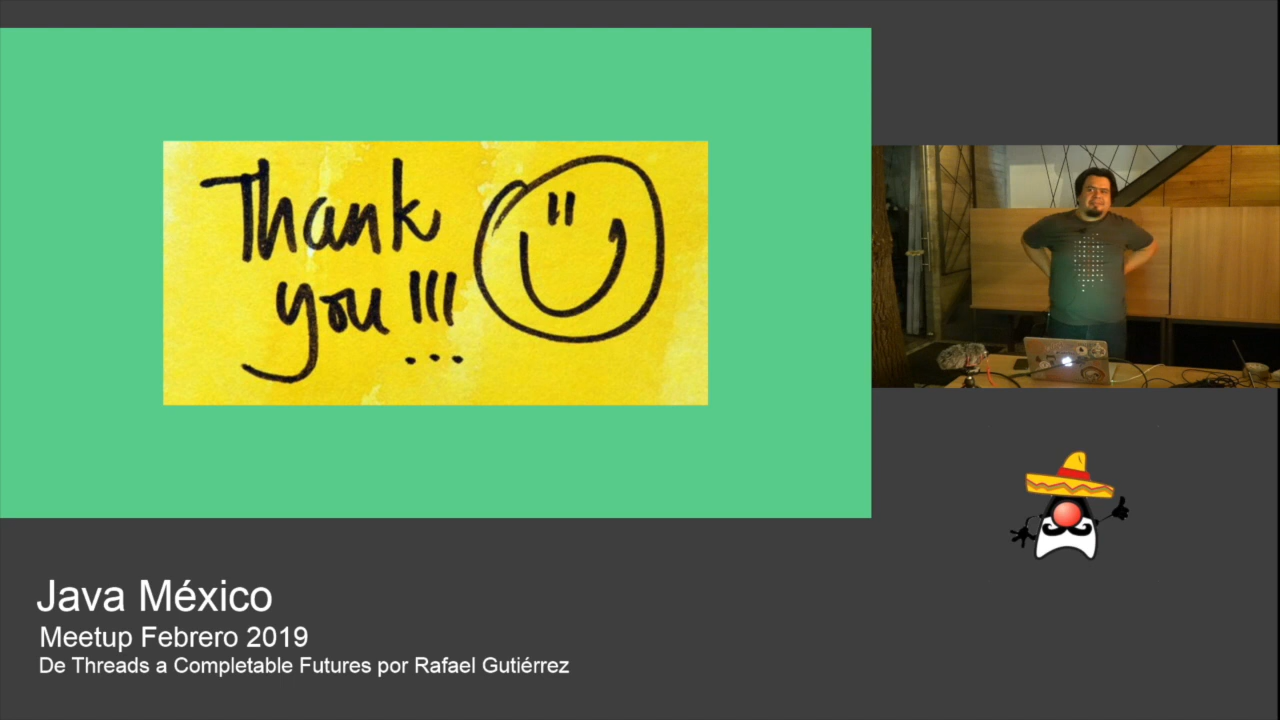 Thank
you!!!
Java México
Meetup Febrero 2019
De Threads a Completable Futures por Rafael Gutiérrez